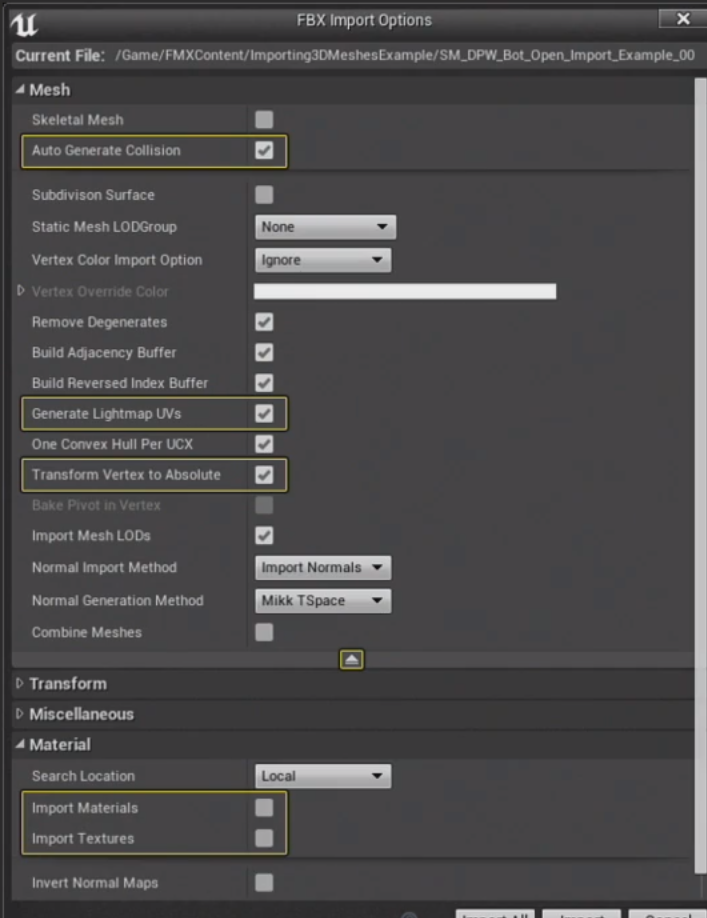 FBX Import Options
Current File: /Game/FMXContent/Importing3DMeshesExample/SM_DPW_Bot_Open_Import_Example_00
Mesh
Skeletal Mesh
Auto Generate Collision
Subdivison Surface
Static Mesh LODGroup None
Vertex Color Import Option Ignore
Vertex Override Color
Remove Degenerates
Build Adjacency Buffer
Build Reversed Index Buffer
Generate Lightmap UVs
One Convex Hull Per UCX
Transform Vertex to Absolute
Bake Pivot in Vertex
Import Mesh LODs
Normal Import Method Import Normals
Normal Generation Method Mikk TSpace
Combine Meshes
Transform
Miscellaneous
Material
Search Location Local
Import Materials
Import Textures
Invert Normal Maps
Import All Import Cancel